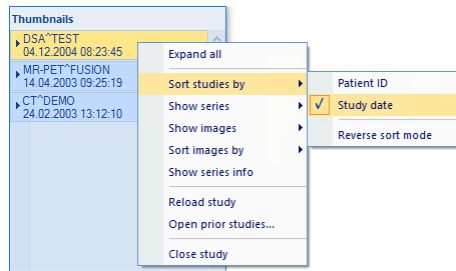 Thumbnails
DSA^TEST
04.12.2004 08:23:45
MR-PET^FUSION
14.04.2003 09:25:19
CT^DEMO
24.02.2003 13:12:10
Expand all
Sort studies by
Show series
Show images
Sort images by
Show series info
Reload study
Open prior studies...
Close study
Patient ID
Study date
Reverse sort mode